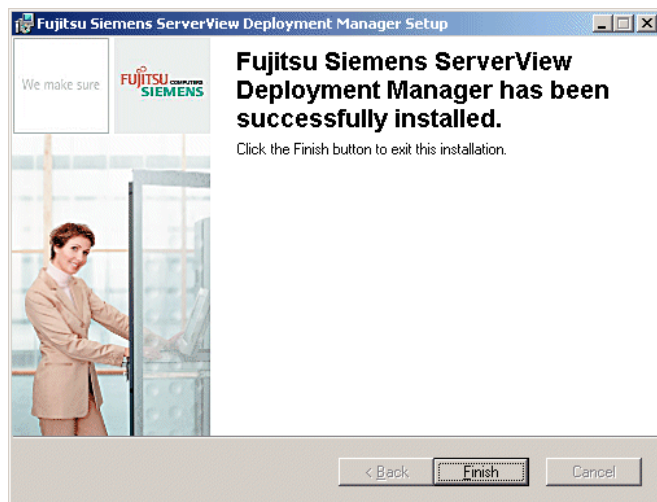 Fujitsu Siemens ServerView Deployment Manager Setup
We make sure
FUJITSU COMPUTERS
SIEMENS
Fujitsu Siemens ServerView
Deployment Manager has been
successfully installed.
Click the Finish button to exit this installation.
< Back
Finish
Cancel